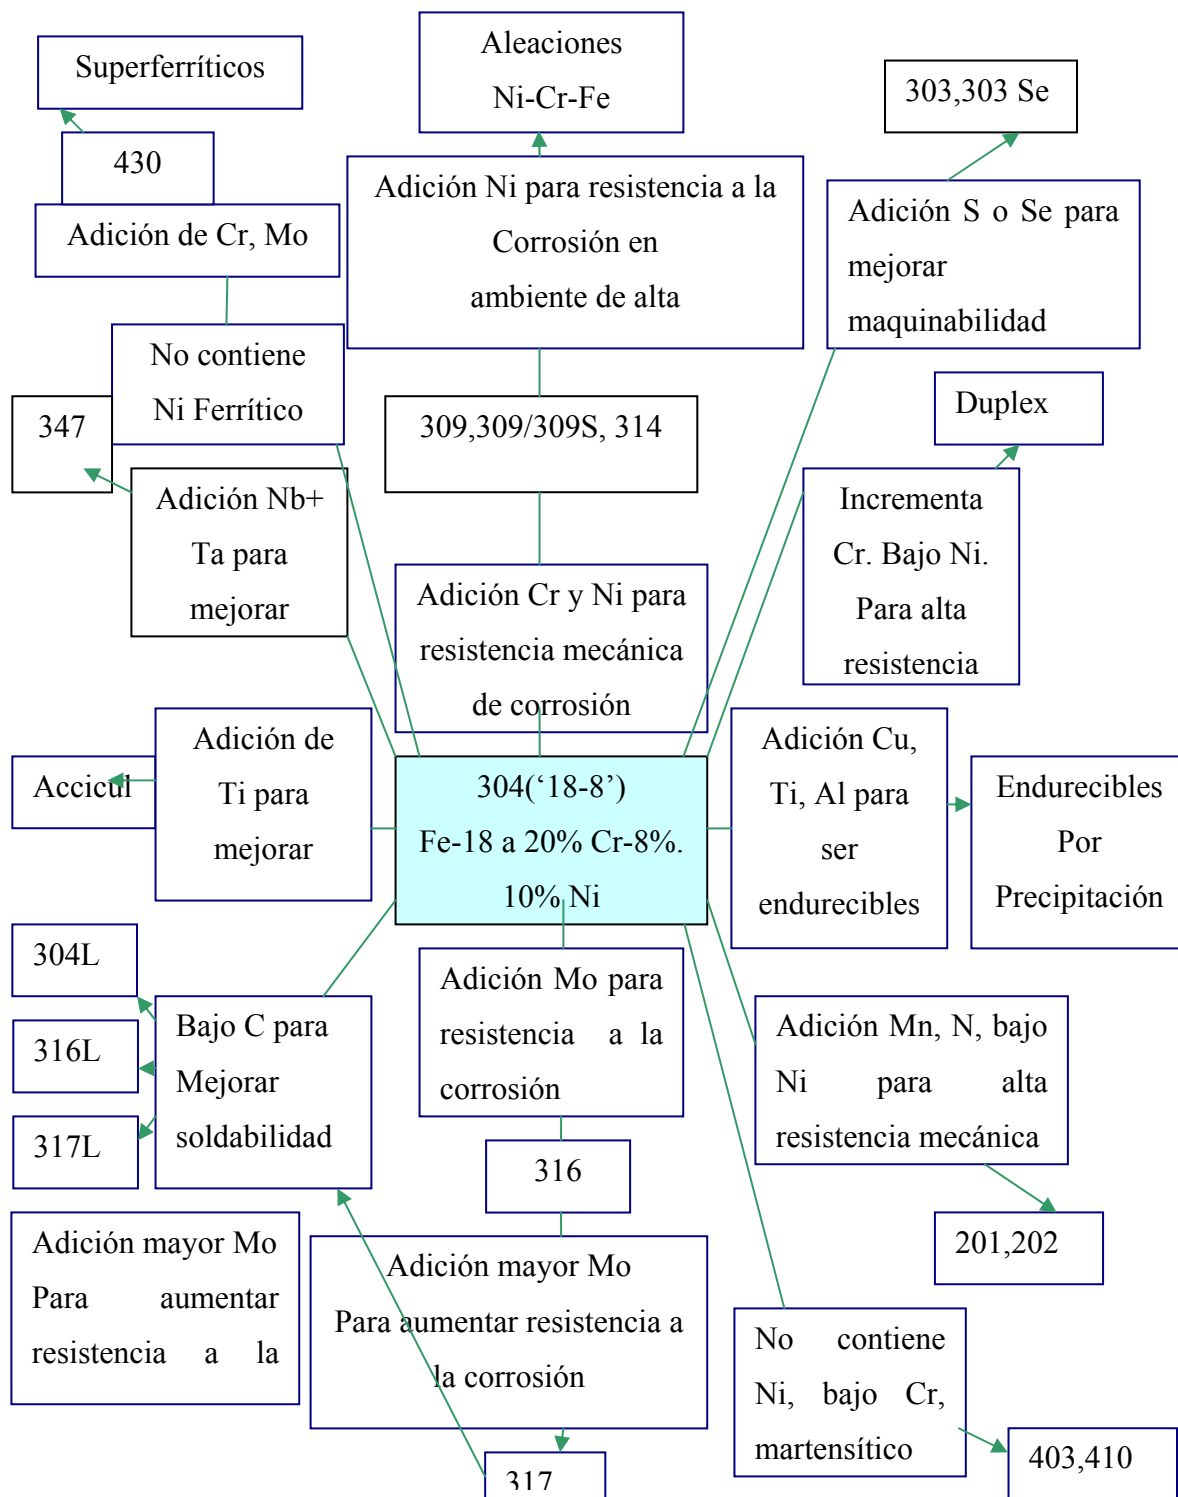 Superferríticos
Aleaciones
Ni-Cr-Fe
303,303 Se
430
Adición de Cr, Mo
Adición Ni para resistencia a la
Corrosión en
ambiente de alta
Adición S o Se para
mejorar
maquinabilidad
No contiene
Ni Ferrítico
347
309,309/309S, 314
Duplex
Adición Nb+
Ta para
mejorar
Incrementa
Cr. Bajo Ni.
Para alta
resistencia
Adición Cr y Ni para
resistencia mecánica
de corrosión
Accicul
Adición de
Ti para
mejorar
304(‘18-8’)
Fe-18 a 20% Cr-8%.
10% Ni
Adición Cu,
Ti, Al para
ser
endurecibles
Endurecibles
Por
Precipitación
304L
316L
317L
Bajo C para
Mejorar
soldabilidad
Adición Mo para
resistencia a la
corrosión
Adición Mn, N, bajo
Ni para alta
resistencia mecánica
316
201,202
Adición mayor Mo
Para aumentar
resistencia a la
Adición mayor Mo
Para aumentar resistencia a
la corrosión
No contiene
Ni, bajo Cr,
martensítico
317
403,410